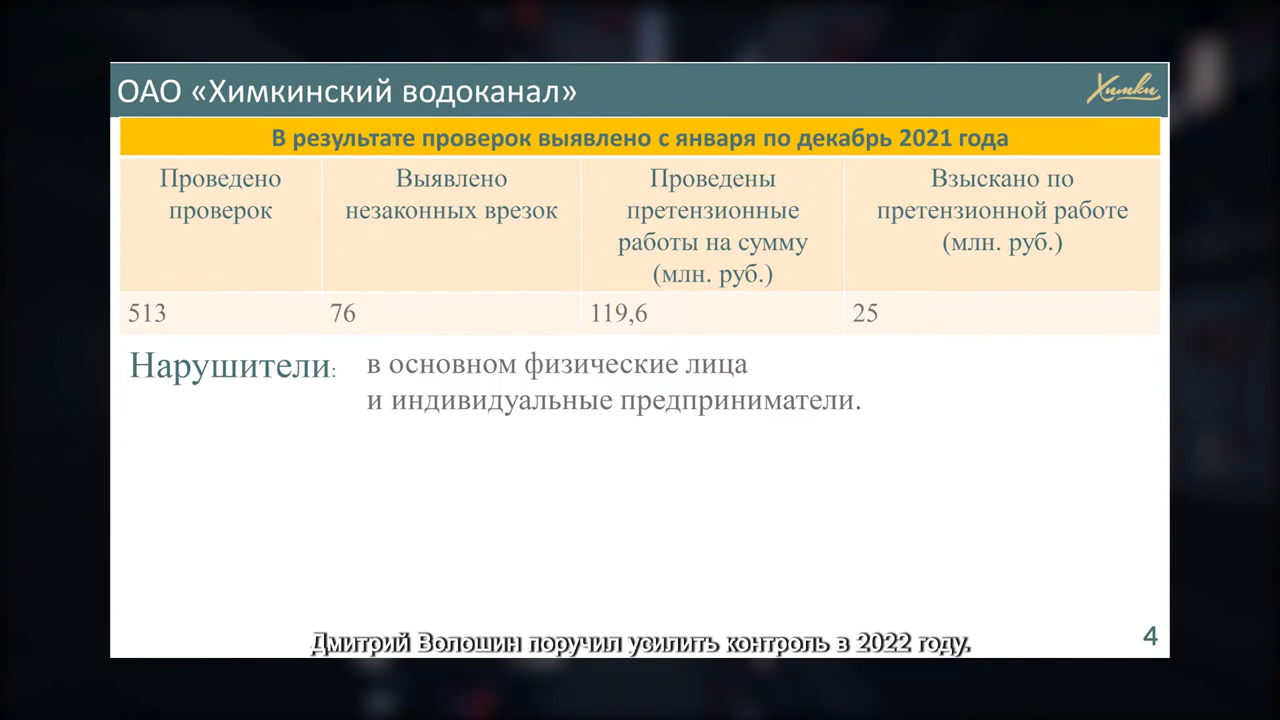 ОАО «Химкинский водоканал»
Химки
В результате проверок выявлено с января по декабрь 2021 года
Проведено
проверок
Выявлено
незаконных врезок
Проведены
претензионные
работы на сумму
(млн. руб.)
Взыскано по
претензионной работе
(млн. руб.)
513
76
119,6
25
Нарушители:
в основном физические лица
и индивидуальные предприниматели.
Дмитрий Волошин поручил усилить контроль в 2022 году.
4